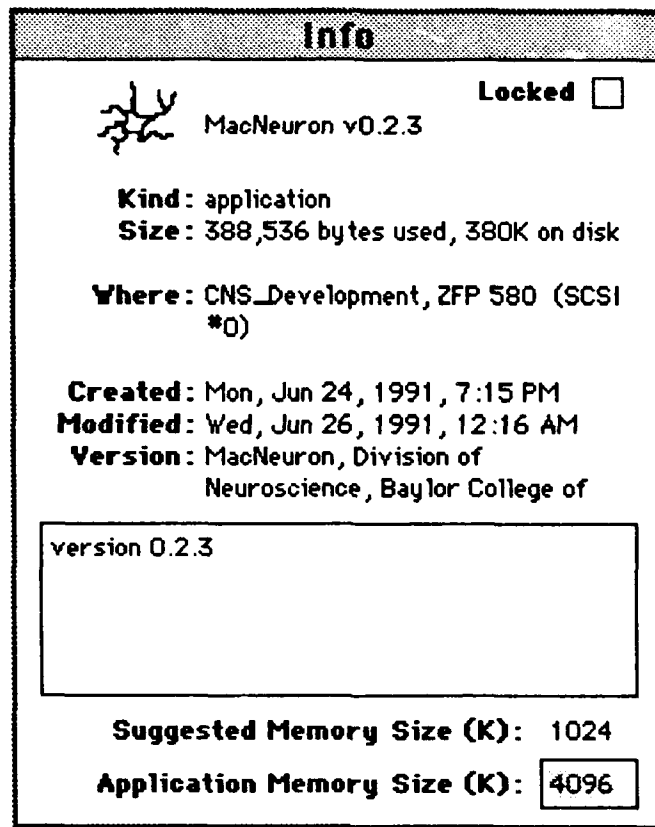 Info
Locked
MacNeuron v0.2.3
Kind: application
Size: 388,536 bytes used, 380K on disk
Where: CNS_Development, ZFP 580 (SCSI
#0)
Created: Mon, Jun 24, 1991, 7:15 PM
Modified: Wed, Jun 26, 1991, 12:16 AM
Version: MacNeuron, Division of
Neuroscience, Baylor College of
version 0.2.3
Suggested Memory Size (K): 1024
Application Memory Size (K): 4096